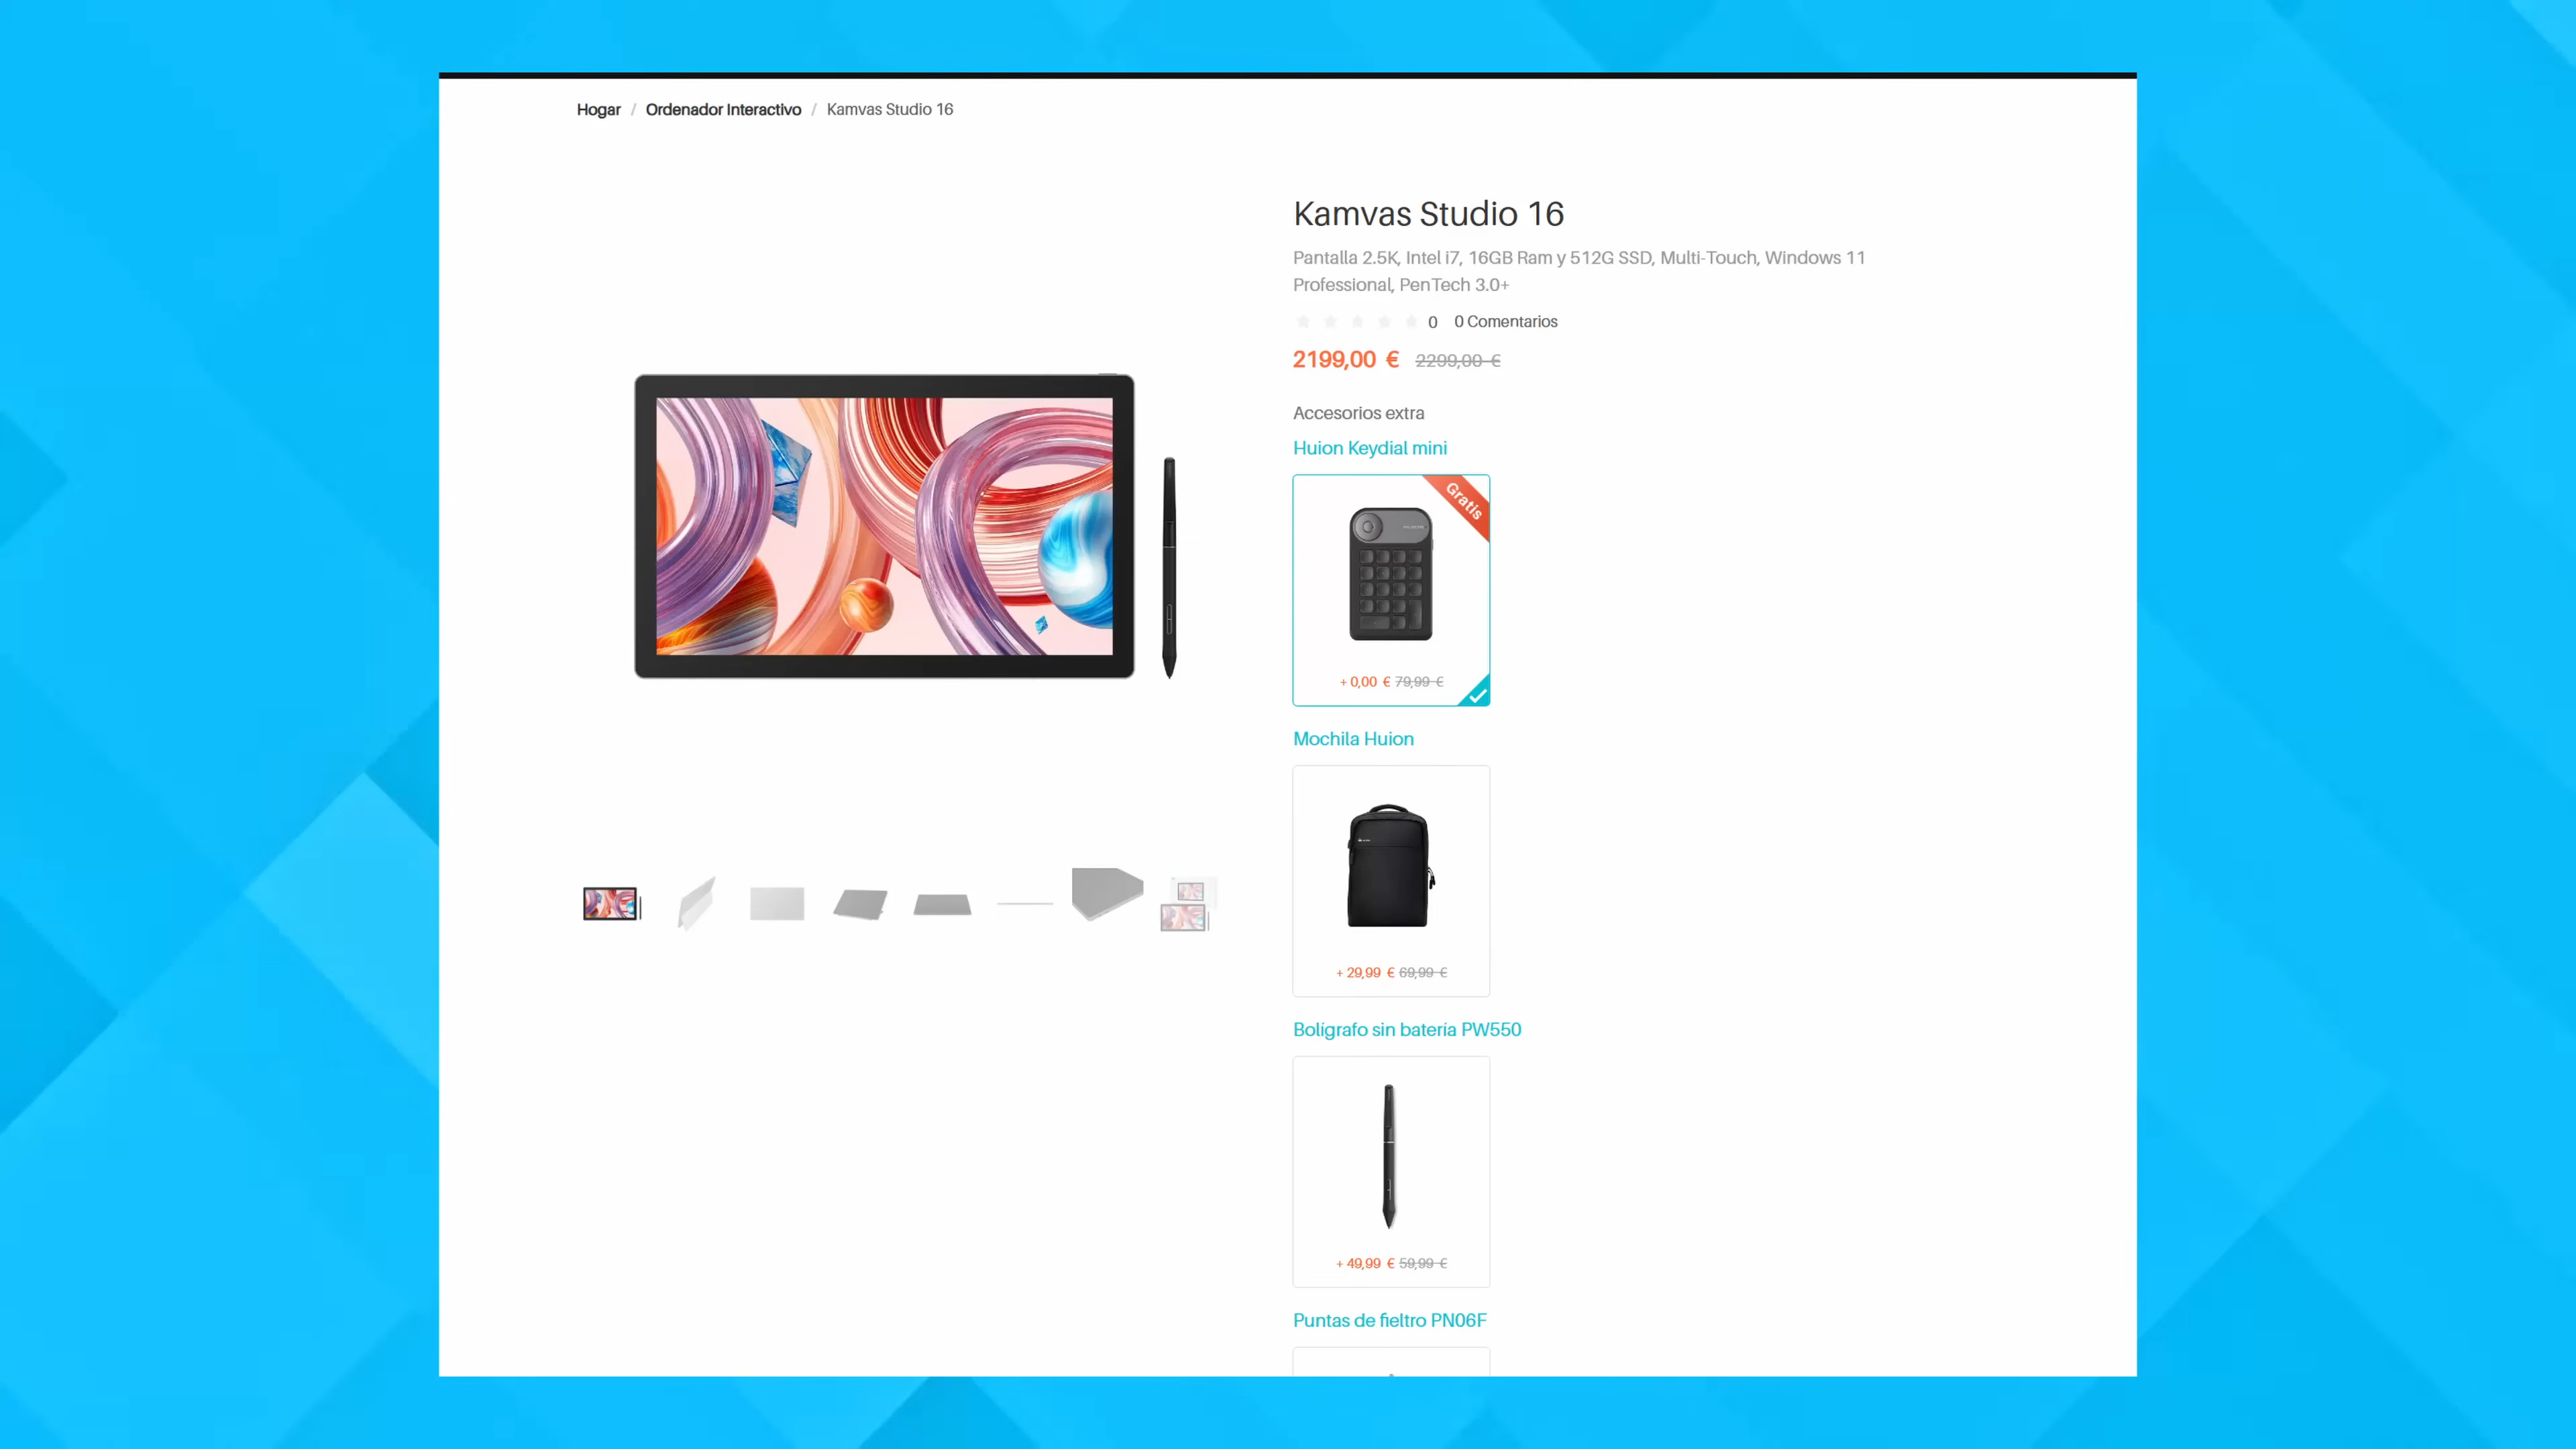 Hogar / Ordenador Interactivo / Kamvas Studio 16
Kamvas Studio 16
Pantalla 2.5K, Intel i7, 16GB Ram y 512G SSD, Multi-Touch, Windows 11
Professional, PenTech 3.0+
0 0 Comentarios
2199,00 € 2299,00 €
Accesorios extra
Huion Keydial mini
Gratis
+ 0,00 € 79,99 €
Mochila Huion
+ 29,99 € 69,99 €
Bolígrafo sin batería PW550
+ 49,99 € 59,99 €
Puntas de fieltro PN06F